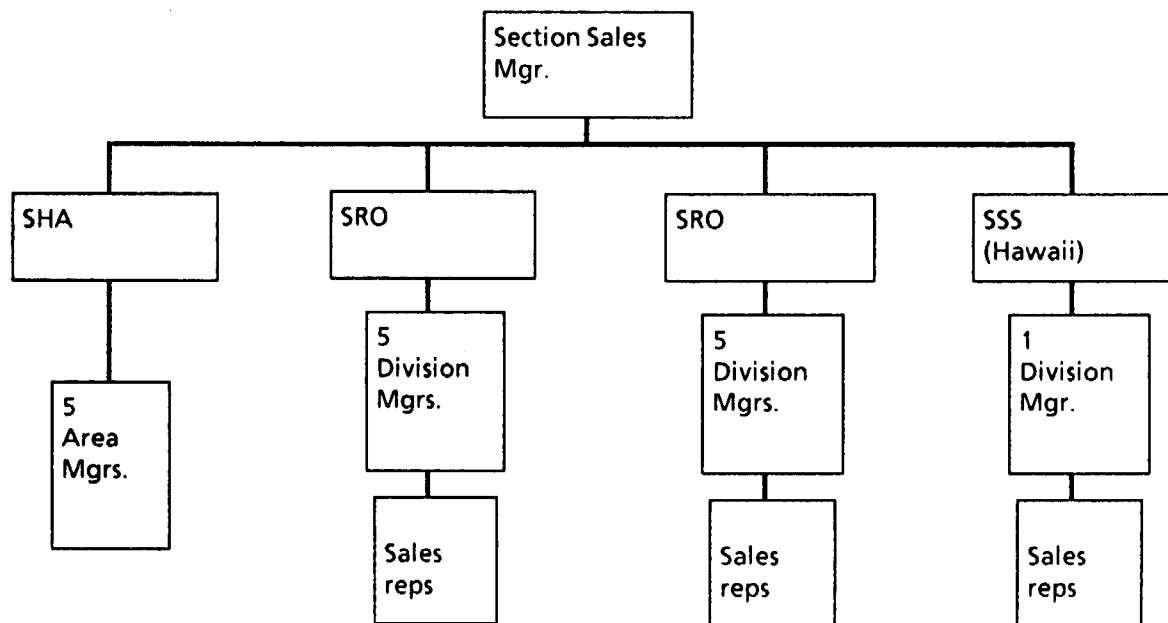 Section Sales
Mgr.
SHA
SRO
SRO
SSS
(Hawaii)
5
Area
Mgrs.
5
Division
Mgrs.
5
Division
Mgrs.
1
Division
Mgr.
Sales
reps
Sales
reps
Sales
reps